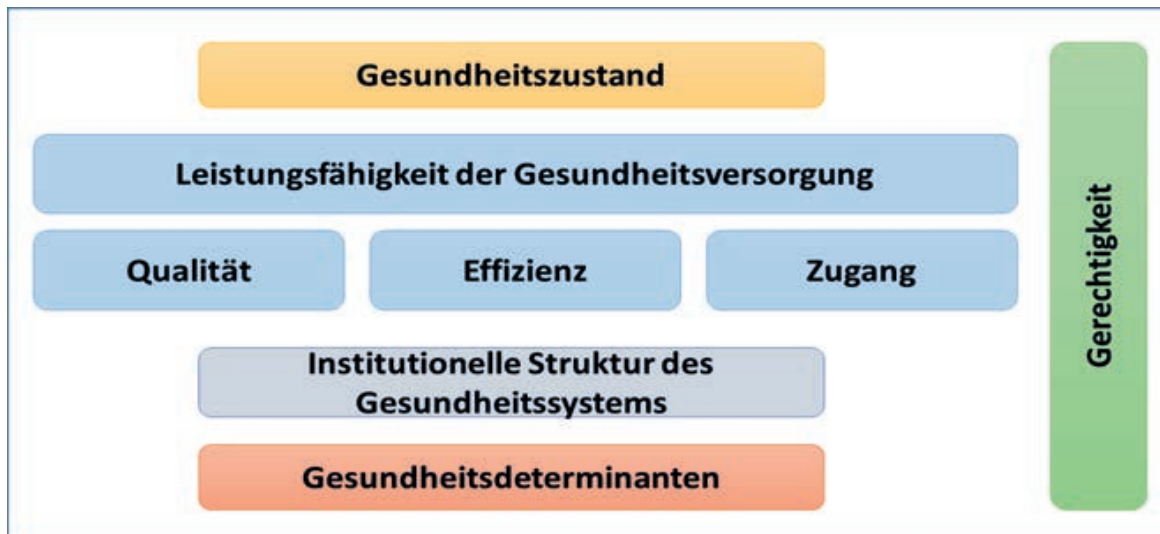 Gesundheitszustand
Leistungsfähigkeit der Gesundheitsversorgung
Qualität
Effizienz
Zugang
Institutionelle Struktur des
Gesundheitssystems
Gesundheitsdeterminanten
Gerechtigkeit